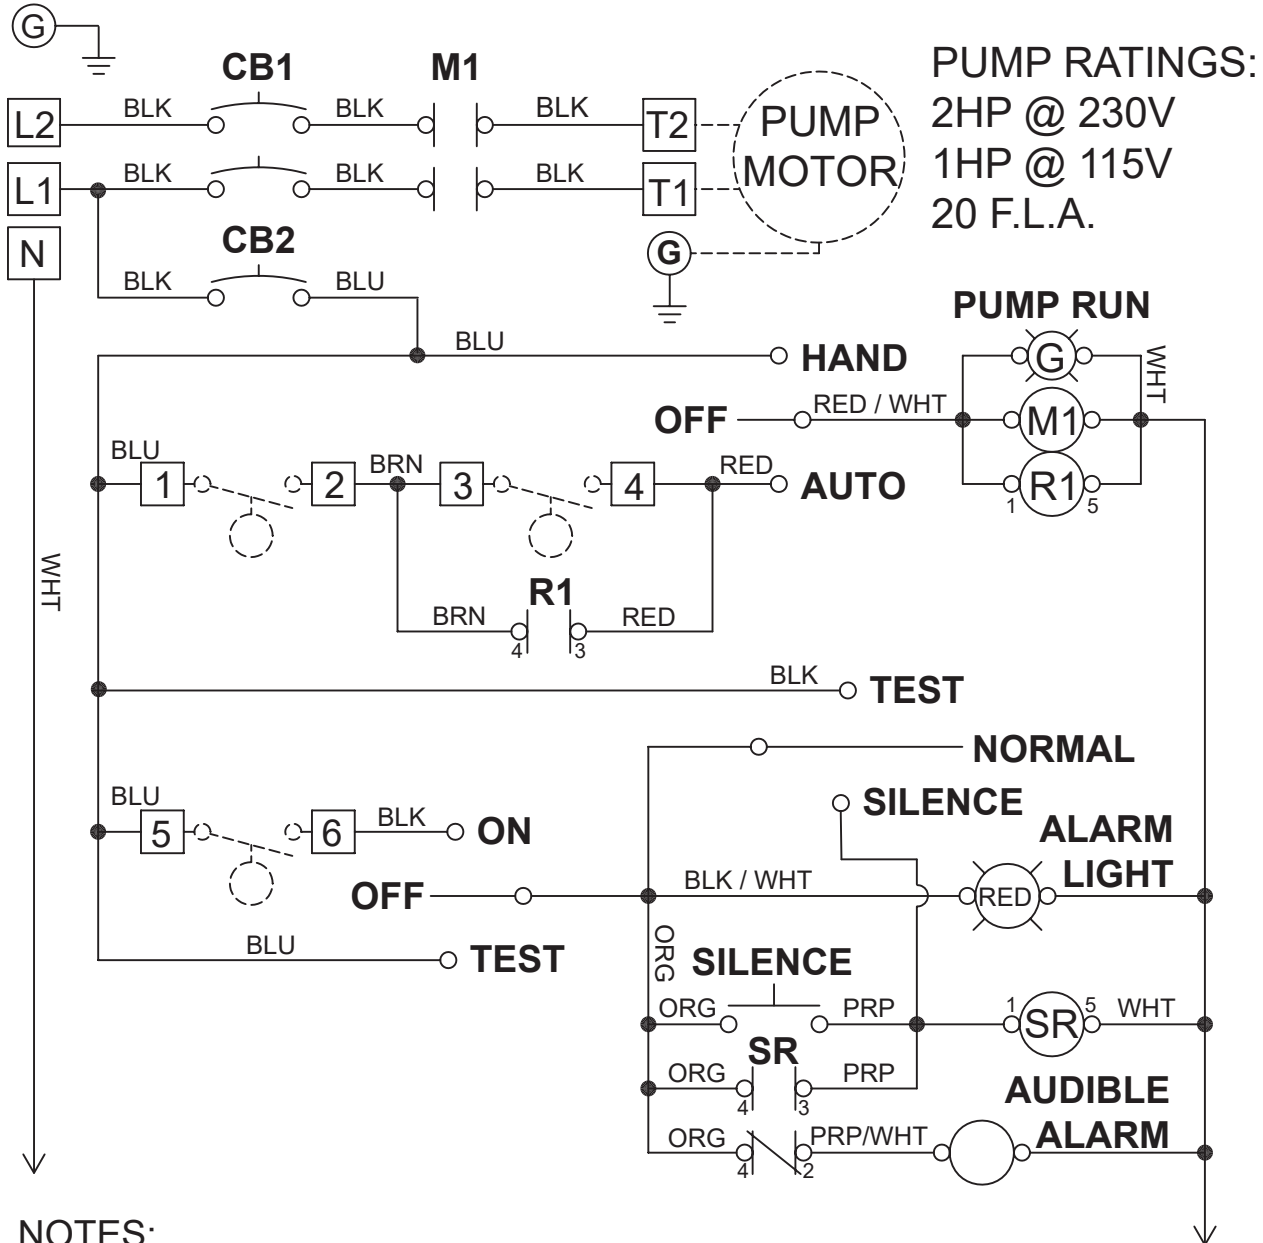 G
CB1 M1 PUMP RATINGS:
L2 BLK BLK BLK T2 PUMP 2HP @ 230V
L1 BLK BLK BLK T1 MOTOR 1HP @ 115V
20 F.L.A.
N CB2 G
BLK BLU PUMP RUN
BLU HAND G WHT
OFF RED / WHT M1
BLU 1 2 BRN 3 4 RED AUTO 1 R1 5
WHT R1
BRN 4 3 RED
BLK TEST
NORMAL
SILENCE
BLU 5 6 BLK ON ALARM
OFF BLK / WHT RED LIGHT
BLU TEST ORG SILENCE
ORG PRP 1 SR 5 WHT
SR
ORG 4 3 PRP AUDIBLE
ORG 4 2 PRP/WHT ALARM
NOTES: